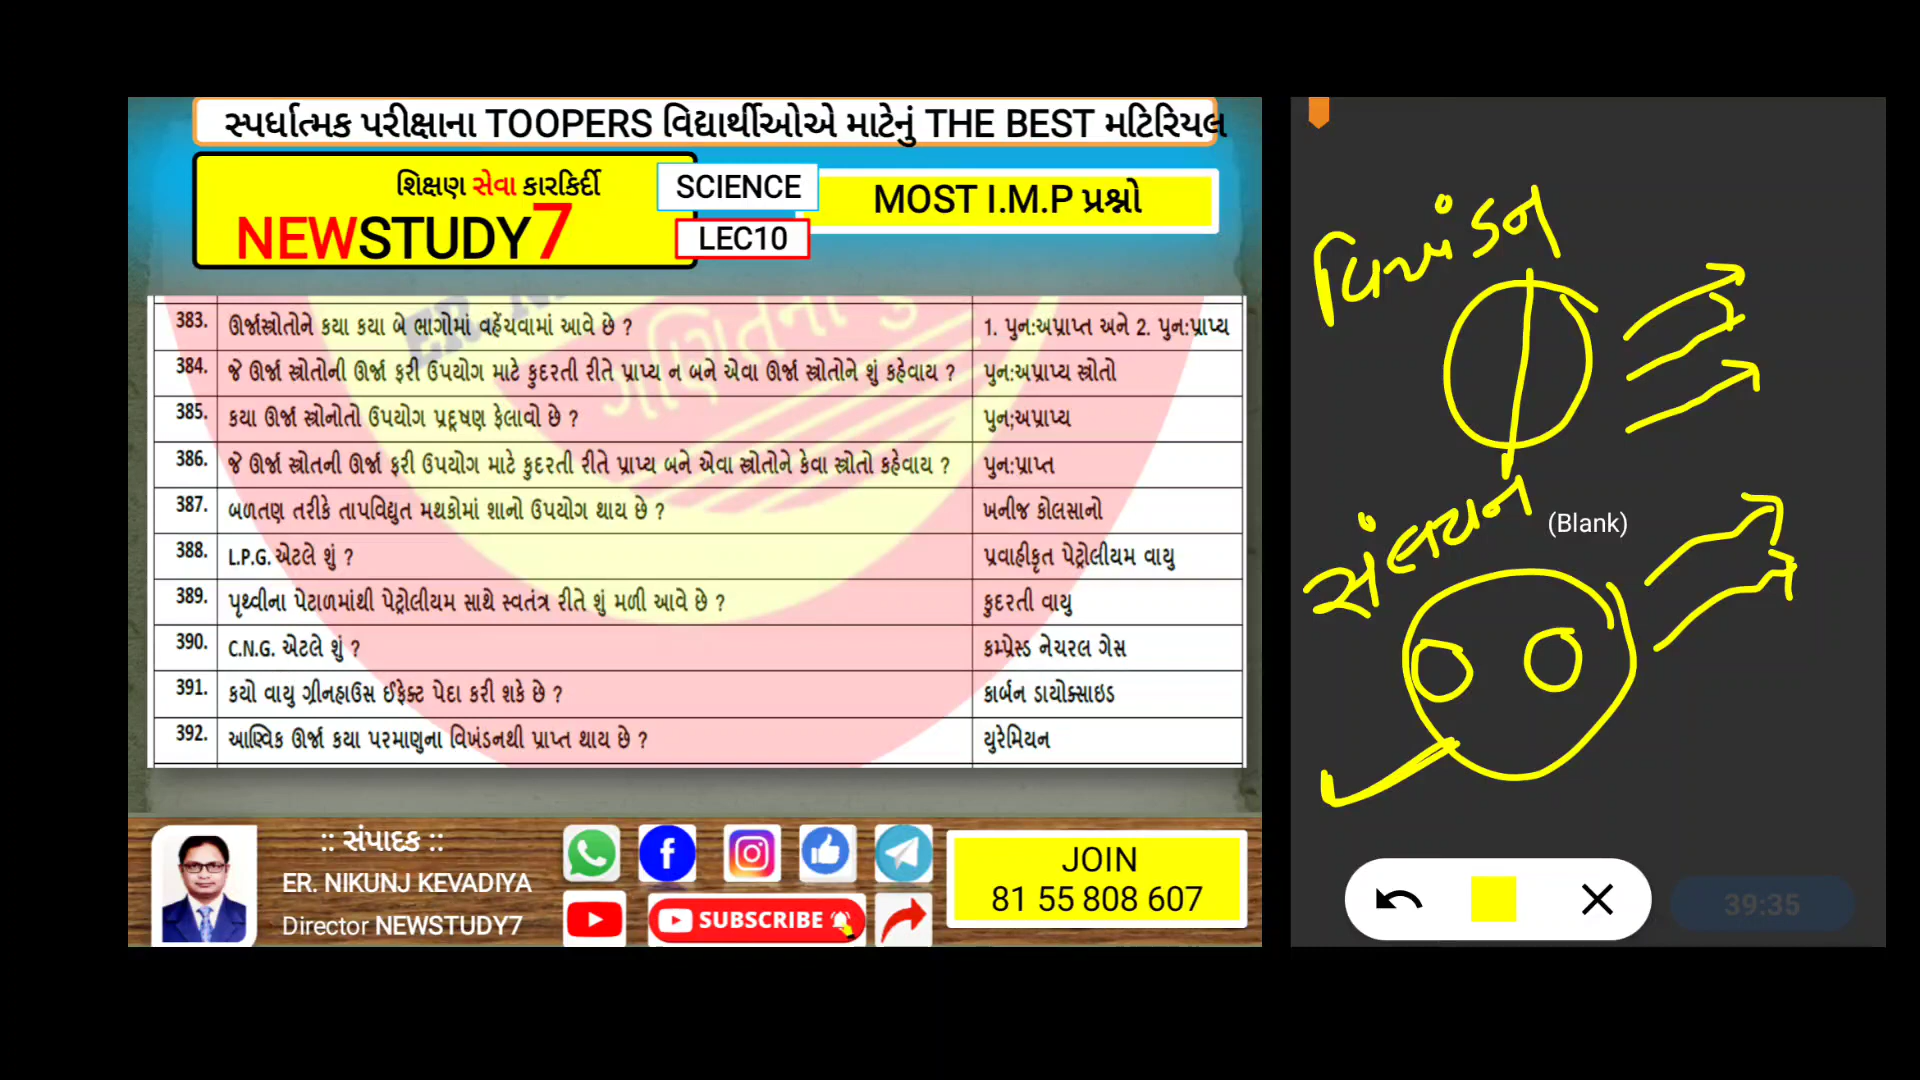 સ્પર્ધાત્મક પરીક્ષાના TOOPERS વિદ્યાર્થીઓએ માટેનું THE BEST મટિરિયલ
શિક્ષણ સેવા કારકિર્દી
NEWSTUDY7
SCIENCE
LEC10
MOST I.M.P પ્રશ્નો
383. ઊર્જાસ્રોતોને કયા કયા બે ભાગોમાં વહેંચવામાં આવે છે ? 1. પુનઃઅપ્રાપ્ત અને 2. પુનઃપ્રાપ્ય
384. જે ઊર્જા સ્રોતોની ઊર્જા ફરી ઉપયોગ માટે કુદરતી રીતે પ્રાપ્ય ન બને એવા ઊર્જા સ્રોતોને શું કહેવાય ? પુનઃઅપ્રાપ્ય સ્રોતો
385. કયા ઊર્જા સ્રોનોતો ઉપયોગ પ્રદૂષણ ફેલાવો છે ? પુન;અપ્રાપ્ય
386. જે ઊર્જા સ્રોતની ઊર્જા ફરી ઉપયોગ માટે કુદરતી રીતે પ્રાપ્ય બને એવા સ્રોતોને કેવા સ્રોતો કહેવાય ? પુનઃપ્રાપ્ત
387. બળતણ તરીકે તાપવિદ્યુત મથકોમાં શાનો ઉપયોગ થાય છે ? ખનીજ કોલસાનો
388. L.P.G. એટલે શું ? પ્રવાહીકૃત પેટ્રોલીયમ વાયુ
389. પૃથ્વીના પેટાળમાંથી પેટ્રોલીયમ સાથે સ્વતંત્ર રીતે શું મળી આવે છે ? કુદરતી વાયુ
390. C.N.G. એટલે શું ? કમ્પ્રેસ્ડ નેચરલ ગેસ
391. કયો વાયુ ગ્રીનહાઉસ ઈફેક્ટ પેદા કરી શકે છે ? કાર્બન ડાયોક્સાઇડ
392. આણ્વિક ઊર્જા કયા પરમાણુના વિખંડનથી પ્રાપ્ત થાય છે ? યુરેમિયન
ગણિતના
:: સંપાદક ::
ER. NIKUNJ KEVADIYA
Director NEWSTUDY7
SUBSCRIBE
JOIN
81 55 808 607
વિખંડન
સંલયન
(Blank)
39:35